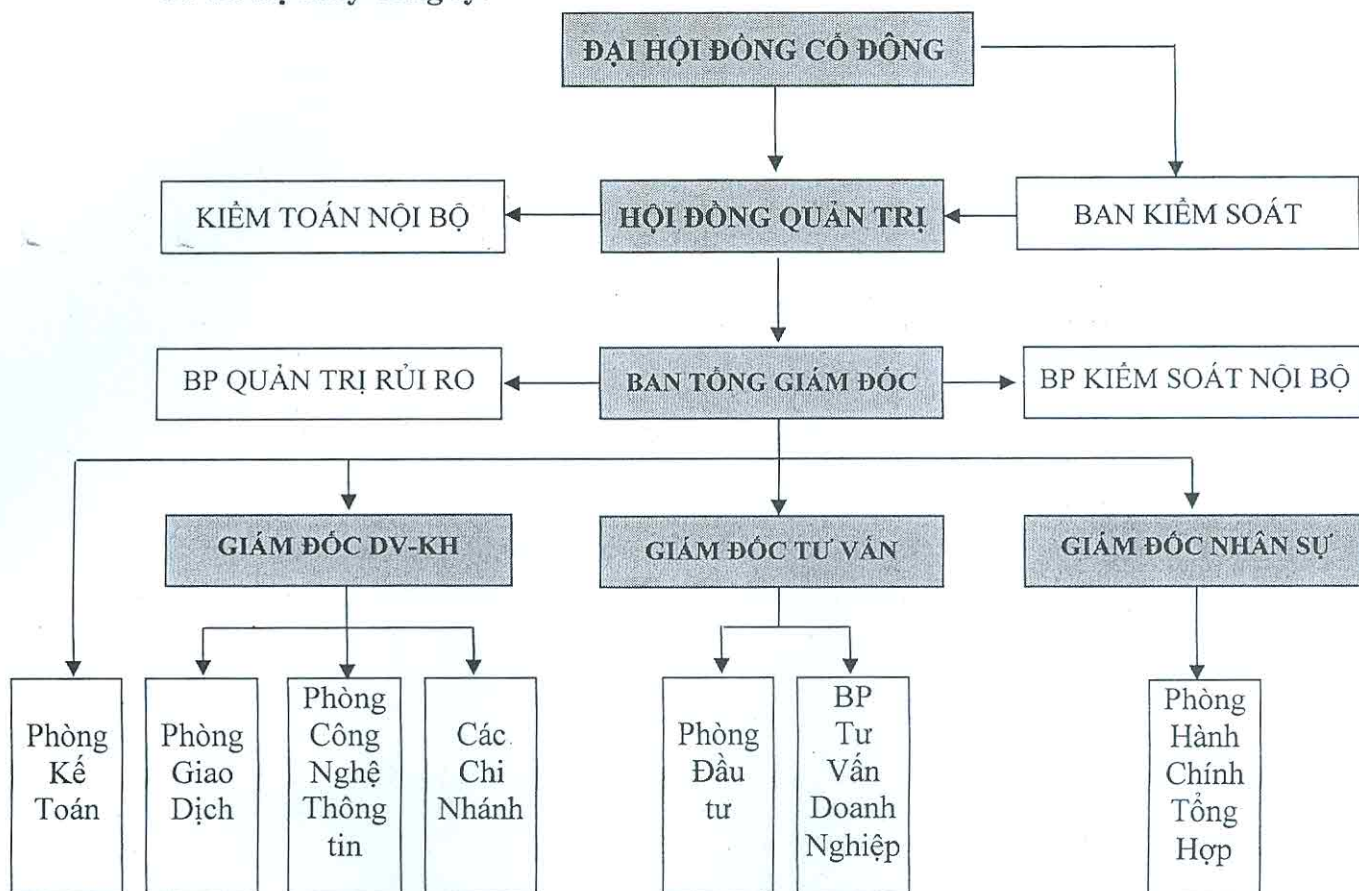 ĐẠI HỘI ĐỒNG CỔ ĐÔNG
KIỂM TOÁN NỘI BỘ
HỘI ĐỒNG QUẢN TRỊ
BAN KIỂM SOÁT
BP QUẢN TRỊ RỦI RO
BAN TỔNG GIÁM ĐỐC
BP KIỂM SOÁT NỘI BỘ
GIÁM ĐỐC DV-KH
GIÁM ĐỐC TƯ VẤN
GIÁM ĐỐC NHÂN SỰ
Phòng
Kế
Toán
Phòng
Giao
Dịch
Phòng
Công
Nghệ
Thông
tin
Các
Chi
Nhánh
Phòng
Đầu
tư
BP
Tư
Vấn
Doanh
Nghiệp
Phòng
Hành
Chính
Tổng
Hợp